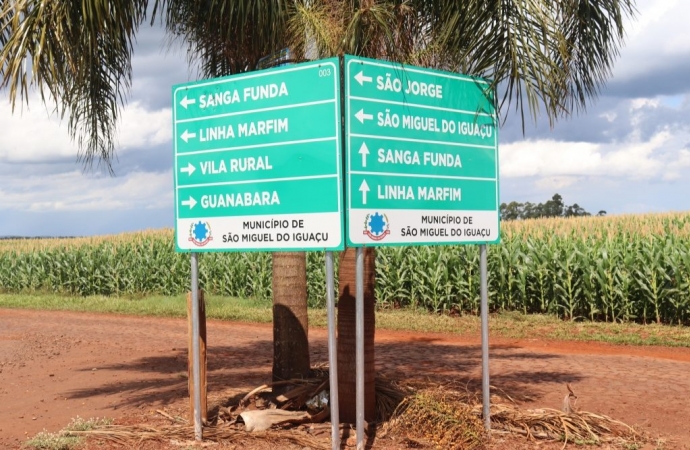 003
← SANGA FUNDA
← LINHA MARFIM
→ VILA RURAL
→ GUANABARA
MUNICÍPIO DE
SÃO MIGUEL DO IGUAÇU
← SÃO JORGE
← SÃO MIGUEL DO IGUAÇU
↑ SANGA FUNDA
↑ LINHA MARFIM
MUNICÍPIO DE
SÃO MIGUEL DO IGUAÇU